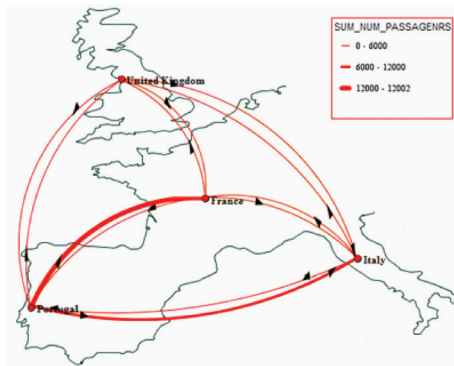 SUM_NUM_PASSAGENRS
0 - 6000
6000 - 12000
12000 - 12002
United Kingdom
France
Italy
Portugal